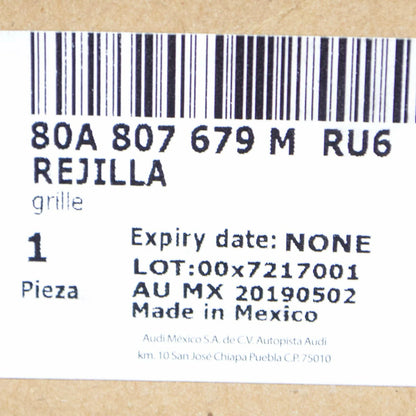 80A 807 679 M RU6
REJILLA
grille
1
Pieza
Expiry date: NONE
LOT:00x7217001
AU MX 20190502
Made in Mexico
Audi México S.A. de C.V. Autopista Audi
km. 10 San José Chiapa Puebla C.P. 75010